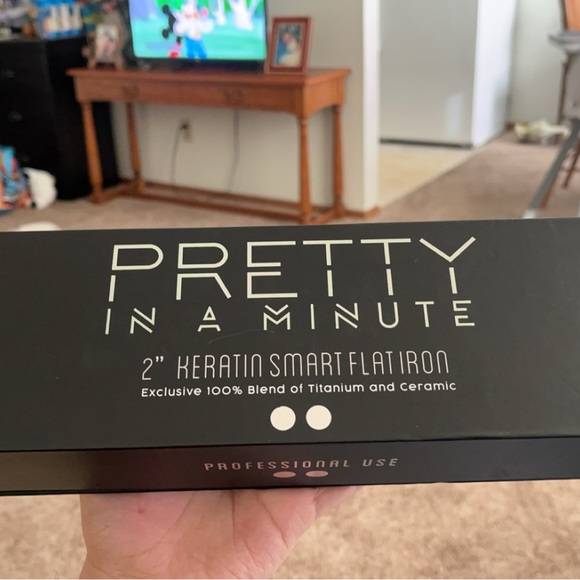 PRETTY
IN A MINUTE
2" KERATIN SMART FLAT IRON
Exclusive 100% Blend of Titanium and Ceramic
PROFESSIONAL USE